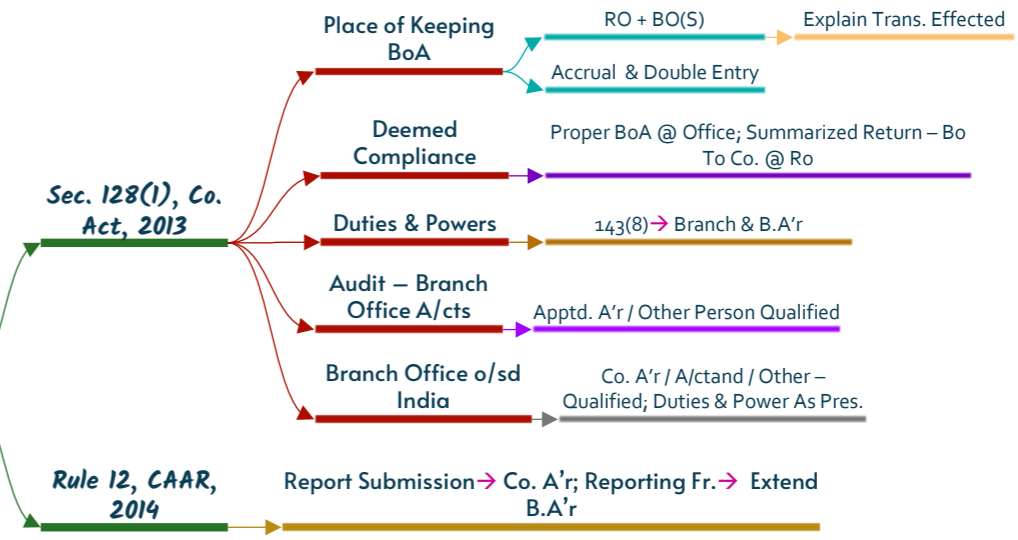 Place of Keeping
BoA
RO + BO(S)
Explain Trans. Effected
Accrual & Double Entry
Deemed
Compliance
Proper BoA @ Office; Summarized Return – Bo
To Co. @ Ro
Sec. 128(1), Co.
Act, 2013
Duties & Powers
143(8)→ Branch & B.A'r
Audit – Branch
Office A/cts
Apptd. A'r / Other Person Qualified
Branch Office o/sd
India
Co. A'r / A/ctand / Other –
Qualified; Duties & Power As Pres.
Rule 12, CAAR,
2014
Report Submission→ Co. A'r; Reporting Fr.→ Extend
B.A'r